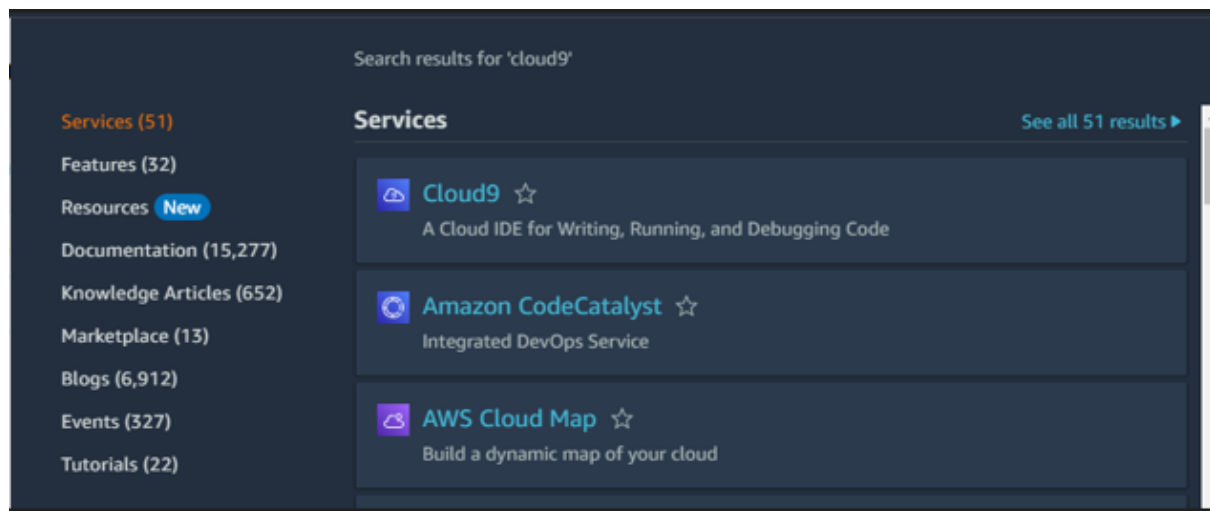 Search results for 'cloud9'
Services (51)
Features (32)
Resources New
Documentation (15,277)
Knowledge Articles (652)
Marketplace (13)
Blogs (6,912)
Events (327)
Tutorials (22)
Services
See all 51 results
Cloud9
A Cloud IDE for Writing, Running, and Debugging Code
Amazon CodeCatalyst
Integrated DevOps Service
AWS Cloud Map
Build a dynamic map of your cloud